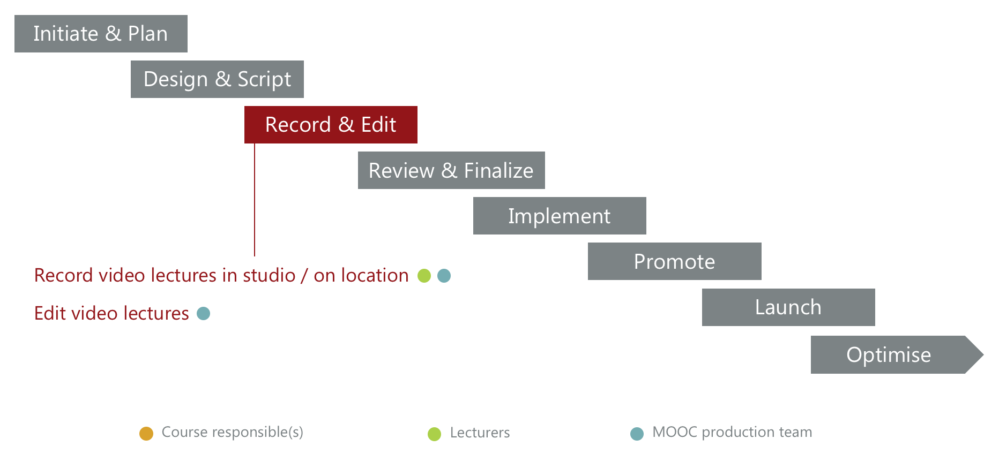 Initiate & Plan
Design & Script
Record & Edit
Review & Finalize
Implement
Promote
Record video lectures in studio / on location
Launch
Edit video lectures
Optimise
Course responsible(s)
Lecturers
MOOC production team